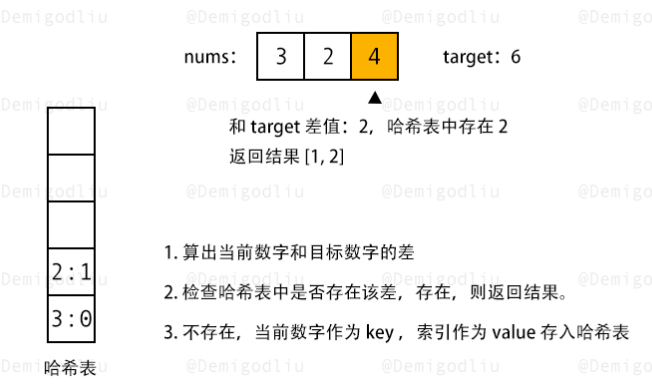 @Demigodliu @Demigodliu @Demigo
nums: 3 2 4 target: 6
@Demigodliu @Demigodliu @Demigo
和 target 差值：2，哈希表中存在 2
返回结果 [1, 2]
@Demigodliu @Demigodliu @Demigo
1. 算出当前数字和目标数字的差
2:1
@Demigodliu @Demigodliu @Demigo
2. 检查哈希表中是否存在该差，存在，则返回结果。
3:0
3. 不存在，当前数字作为 key，索引作为 value 存入哈希表
哈希表
@Demigodliu @Demigodliu @Demigo